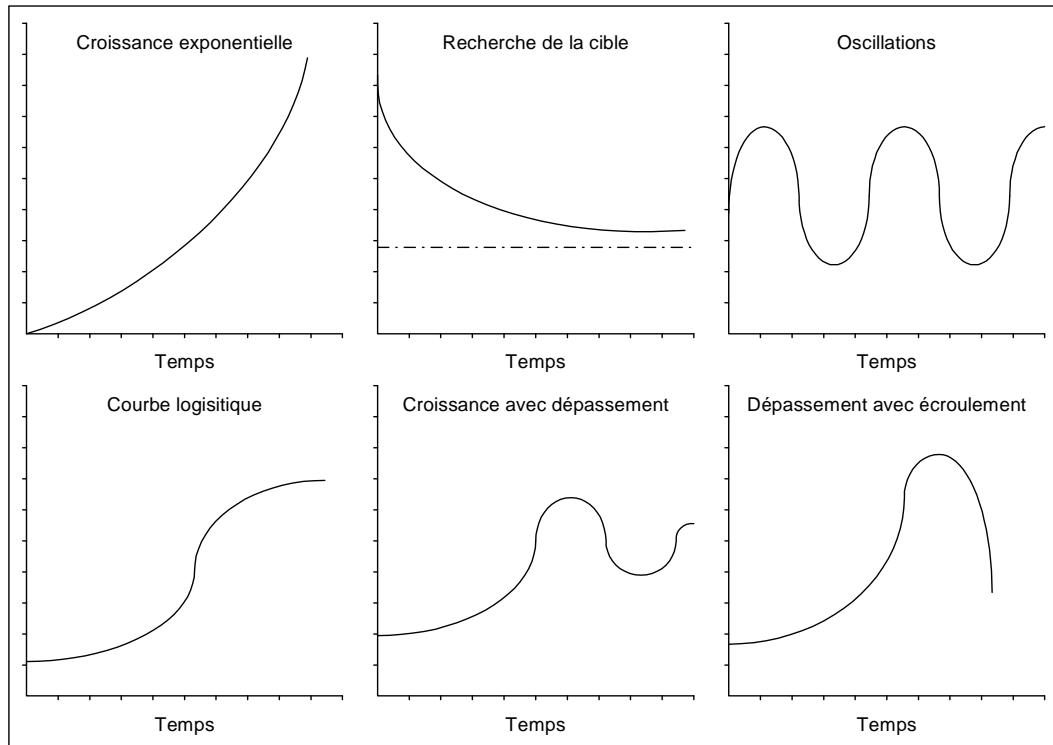 Croissance exponentielle
Recherche de la cible
Oscillations
Temps
Temps
Temps
Courbe logisitique
Croissance avec dépassement
Dépassement avec écroulement
Temps
Temps
Temps